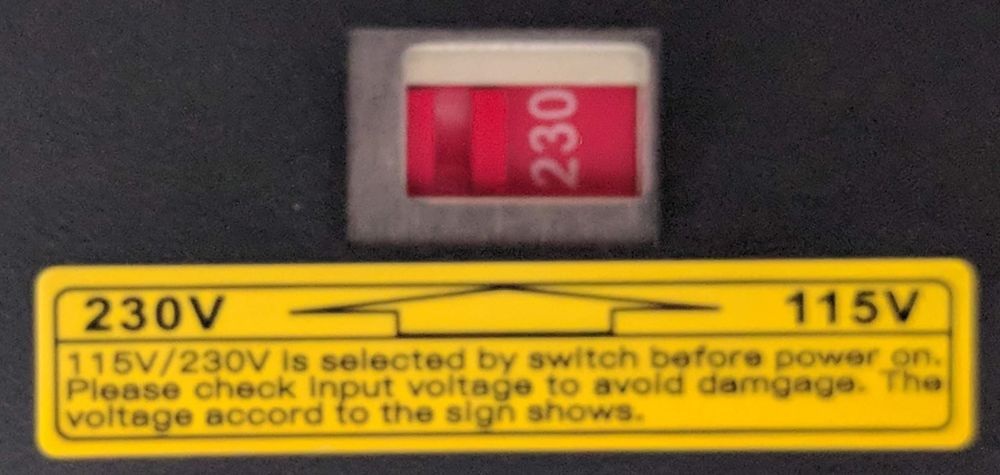 230
230V 115V
115V/230V is selected by switch before power on.
Please check input voltage to avoid damgage. The
voltage accord to the sign shows.